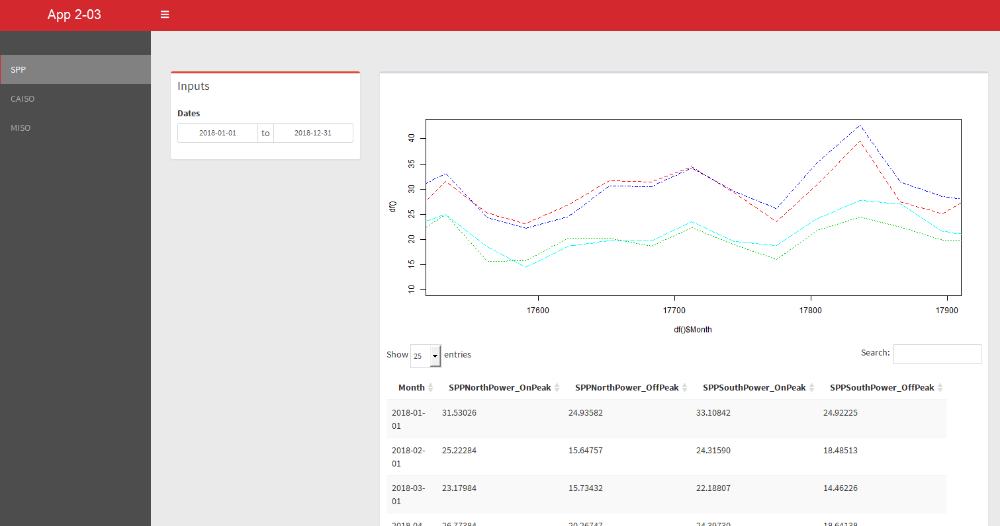 App 2-03
SPP
CAISO
MISO
Inputs
Dates
2018-01-01 to 2018-12-31
40
35
30
25
20
15
10
df()
17600 17700 17800 17900
df()$Month
Show 25 entries
Search:
Month SPPNorthPower_OnPeak SPPNorthPower_OffPeak SPPSouthPower_OnPeak SPPSouthPower_OffPeak
2018-01- 31.53026 24.93582 33.10842 24.92225
01
2018-02- 25.22284 15.64757 24.31590 18.48513
01
2018-03- 23.17984 15.73432 22.18807 14.46226
01
2018-04- 26.77384 20.26747 24.39730 18.64138